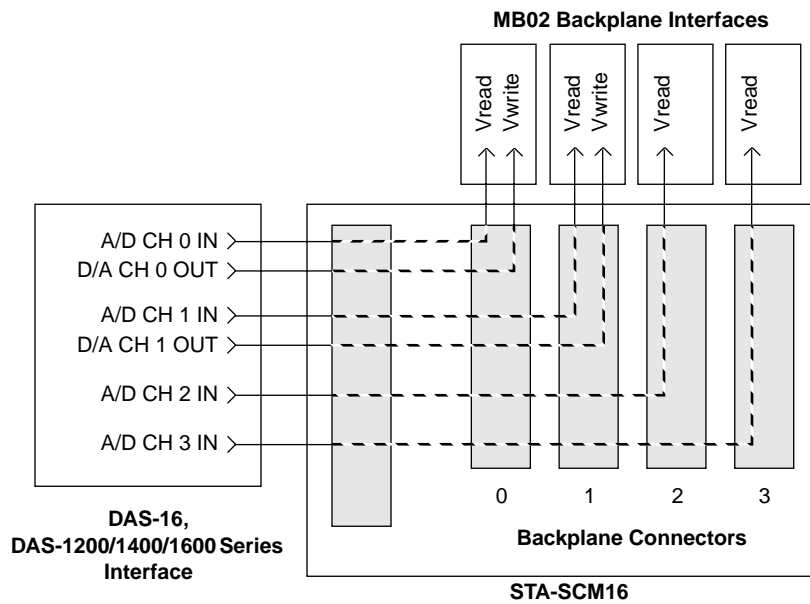 MB02 Backplane Interfaces
Vread
Vwrite
Vread
Vwrite
Vread
Vread
A/D CH 0 IN
D/A CH 0 OUT
A/D CH 1 IN
D/A CH 1 OUT
A/D CH 2 IN
A/D CH 3 IN
0 1 2 3
Backplane Connectors
DAS-16,
DAS-1200/1400/1600 Series
Interface
STA-SCM16